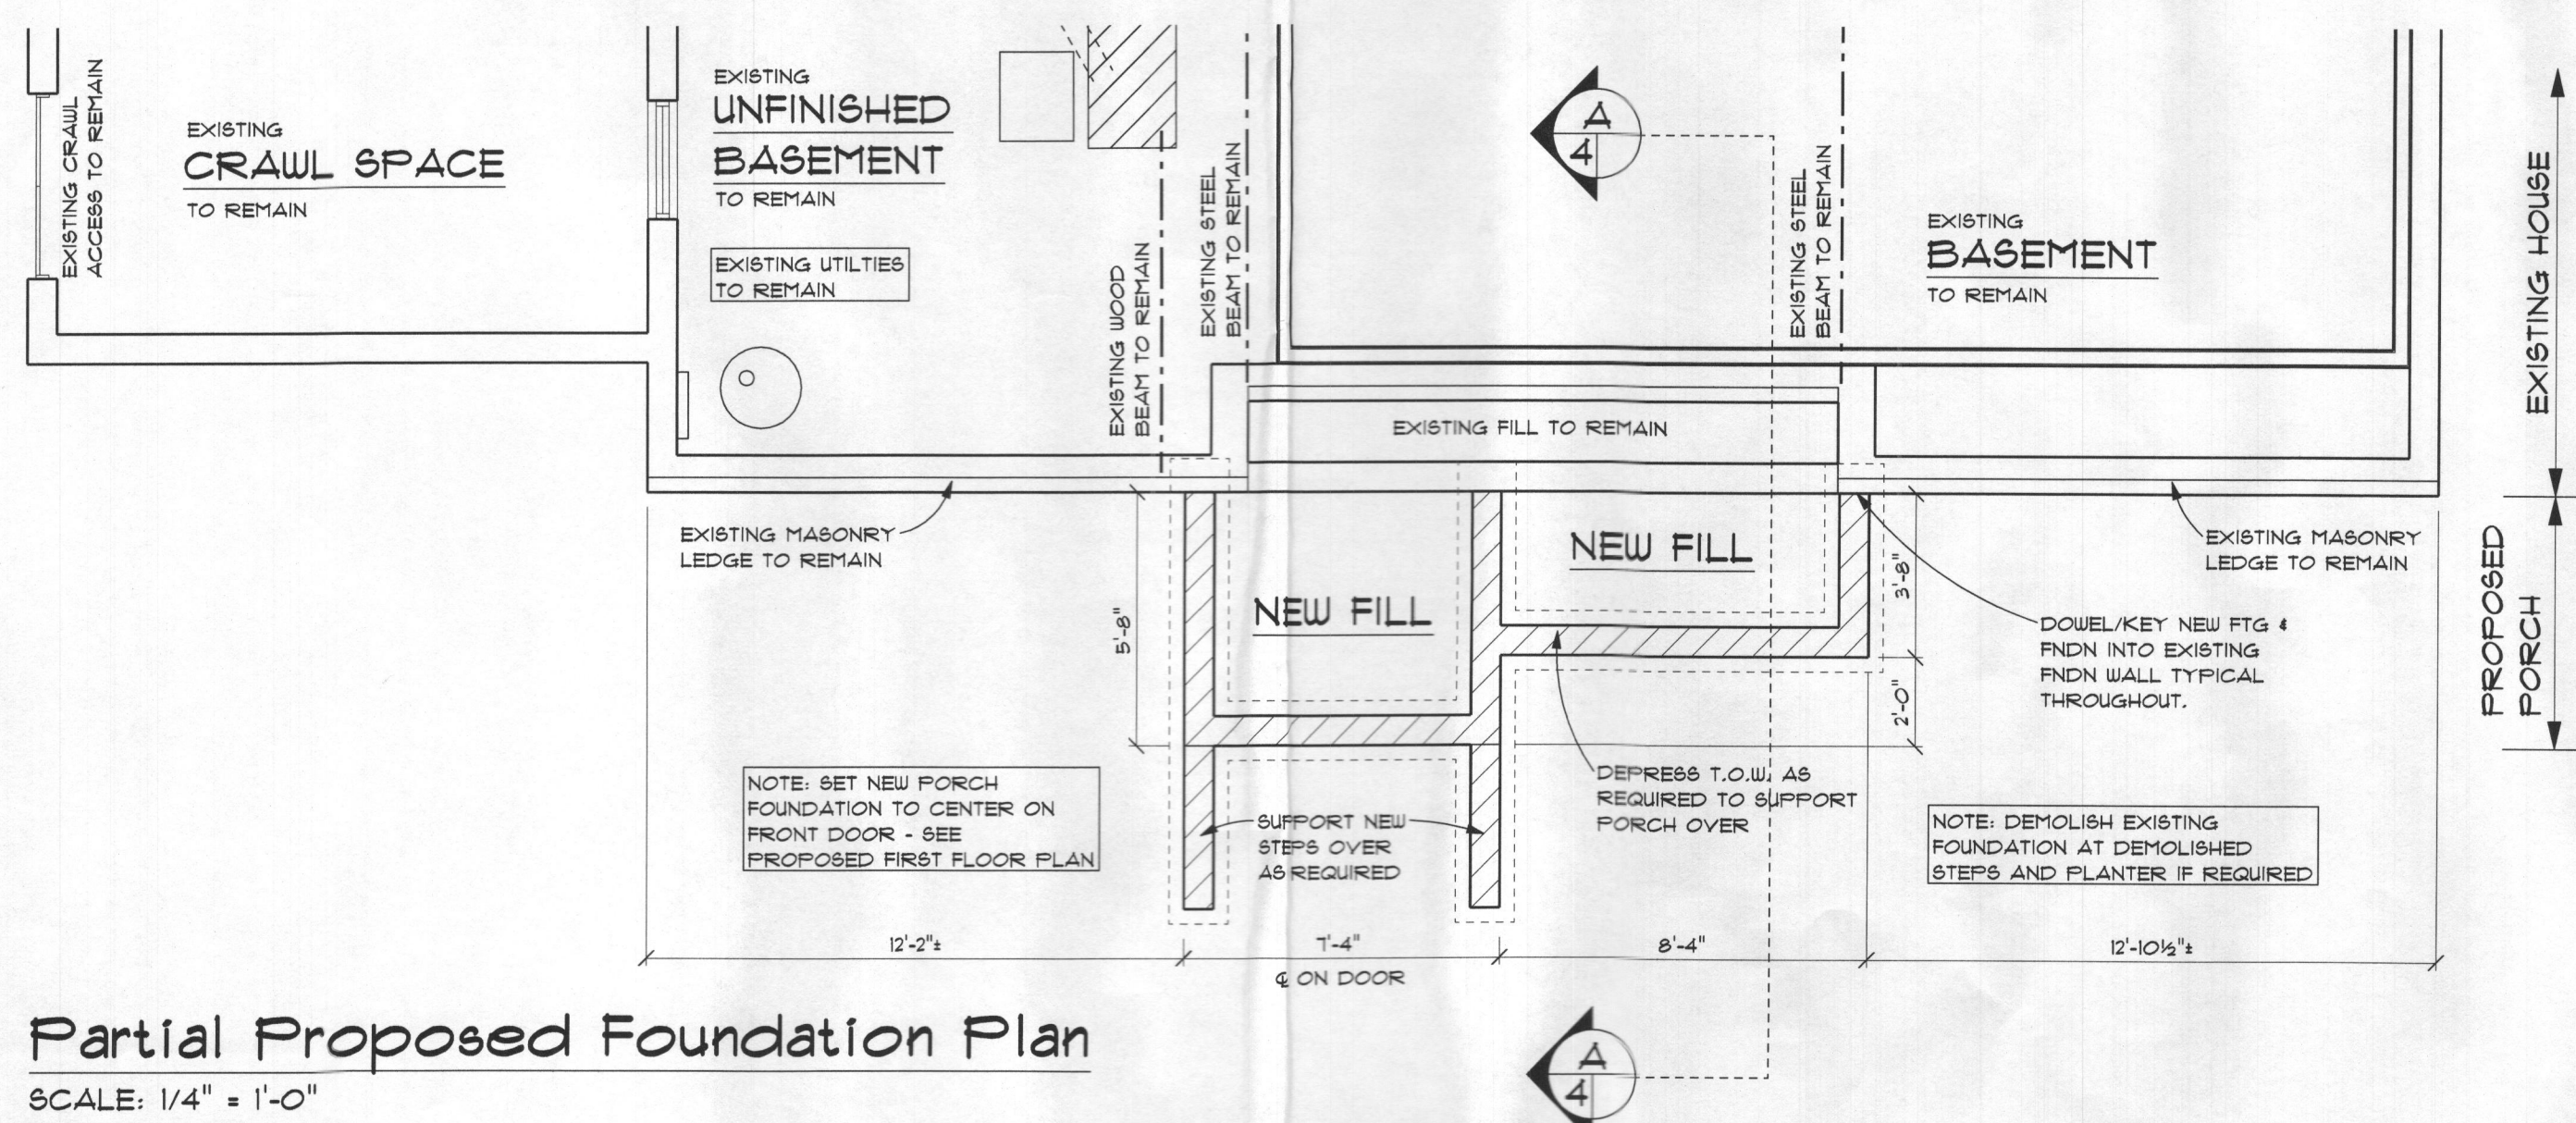 EXISTING CRAWL
ACCESS TO REMAIN
EXISTING
CRAWL SPACE
TO REMAIN
EXISTING
UNFINISHED
BASEMENT
TO REMAIN
EXISTING UTILTIES
TO REMAIN
EXISTING WOOD
BEAM TO REMAIN
EXISTING STEEL
BEAM TO REMAIN
A
4
EXISTING STEEL
BEAM TO REMAIN
EXISTING
BASEMENT
TO REMAIN
EXISTING HOUSE
EXISTING FILL TO REMAIN
EXISTING MASONRY
LEDGE TO REMAIN
5'-8"
NEW FILL
NEW FILL
3'-8"
2'-0"
EXISTING MASONRY
LEDGE TO REMAIN
PROPOSED
PORCH
DOWEL/KEY NEW FTG &
FNDN INTO EXISTING
FNDN WALL TYPICAL
THROUGHOUT.
NOTE: SET NEW PORCH
FOUNDATION TO CENTER ON
FRONT DOOR - SEE
PROPOSED FIRST FLOOR PLAN
SUPPORT NEW
STEPS OVER
AS REQUIRED
DEPRESS T.O.W. AS
REQUIRED TO SUPPORT
PORCH OVER
NOTE: DEMOLISH EXISTING
FOUNDATION AT DEMOLISHED
STEPS AND PLANTER IF REQUIRED
12'-2"±
7'-4"
8'-4"
12'-10½"±
℄ ON DOOR
A
4
Partial Proposed Foundation Plan
SCALE: 1/4" = 1'-0"